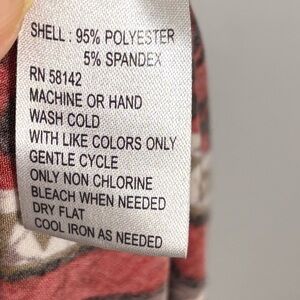 SHELL : 95% POLYESTER
5% SPANDEX
RN 58142
MACHINE OR HAND
WASH COLD
WITH LIKE COLORS ONLY
GENTLE CYCLE
ONLY NON CHLORINE
BLEACH WHEN NEEDED
DRY FLAT
COOL IRON AS NEEDED